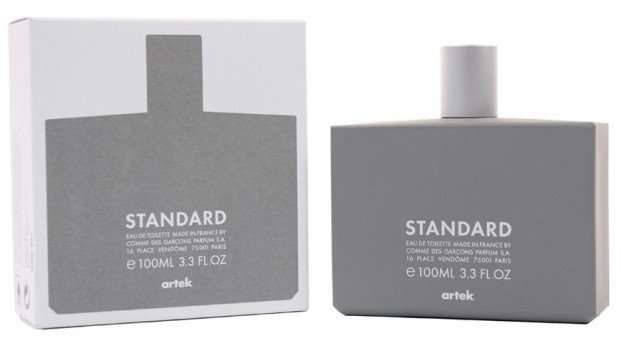 STANDARD
EAU DE TOILETTE MADE IN FRANCE BY
COMME DES GARÇONS PARFUM S.A.
16 PLACE VENDÔME 75001 PARIS
℮100ML 3.3 FL.OZ
artek
STANDARD
EAU DE TOILETTE MADE IN FRANCE BY
COMME DES GARÇONS PARFUM S.A.
16 PLACE VENDÔME 75001 PARIS
℮100ML 3.3 FL.OZ
artek